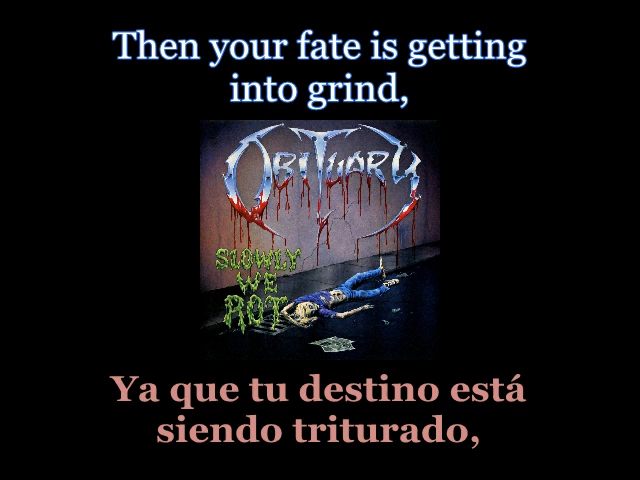 Then your fate is getting
into grind,
OBITUARY
SLOWLY
WE
ROT
Ya que tu destino está
siendo triturado,